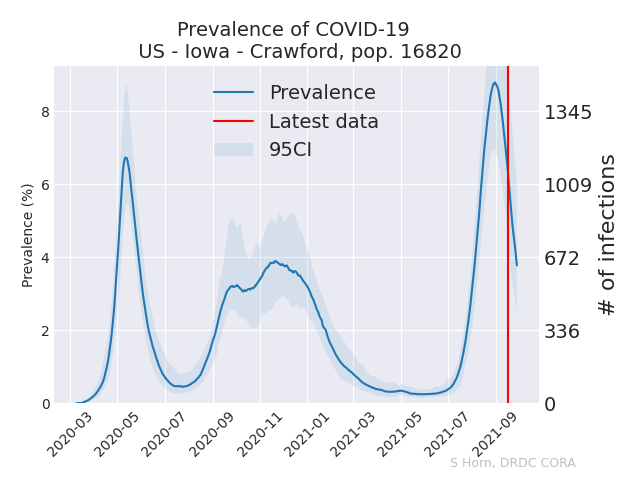 Prevalence of COVID-19
US - Iowa - Crawford, pop. 16820
Prevalence
Latest data
95CI
Prevalence (%)
8
6
4
2
0
1345
1009
672
336
0
# of infections
2020-03
2020-05
2020-07
2020-09
2020-11
2021-01
2021-03
2021-05
2021-07
2021-09
S Horn, DRDC CORA